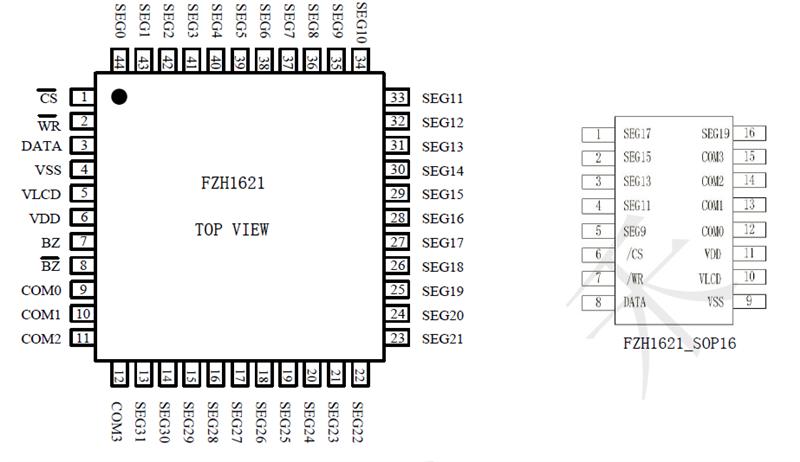 SEG0 SEG1 SEG2 SEG3 SEG4 SEG5 SEG6 SEG7 SEG8 SEG9 SEG10
44 43 42 41 40 39 38 37 36 35 34
CS 1
WR 2
DATA 3
VSS 4
VLCD 5
VDD 6
BZ 7
BZ 8
COM0 9
COM1 10
COM2 11
FZH1621
TOP VIEW
33 SEG11
32 SEG12
31 SEG13
30 SEG14
29 SEG15
28 SEG16
27 SEG17
26 SEG18
25 SEG19
24 SEG20
23 SEG21
12 13 14 15 16 17 18 19 20 21 22
COM3 SEG31 SEG30 SEG29 SEG28 SEG27 SEG26 SEG25 SEG24 SEG23 SEG22
1 SEG17 SEG19 16
2 SEG15 COM3 15
3 SEG13 COM2 14
4 SEG11 COM1 13
5 SEG9 COM0 12
6 /CS VDD 11
7 /WR VLCD 10
8 DATA VSS 9
FZH1621_SOP16